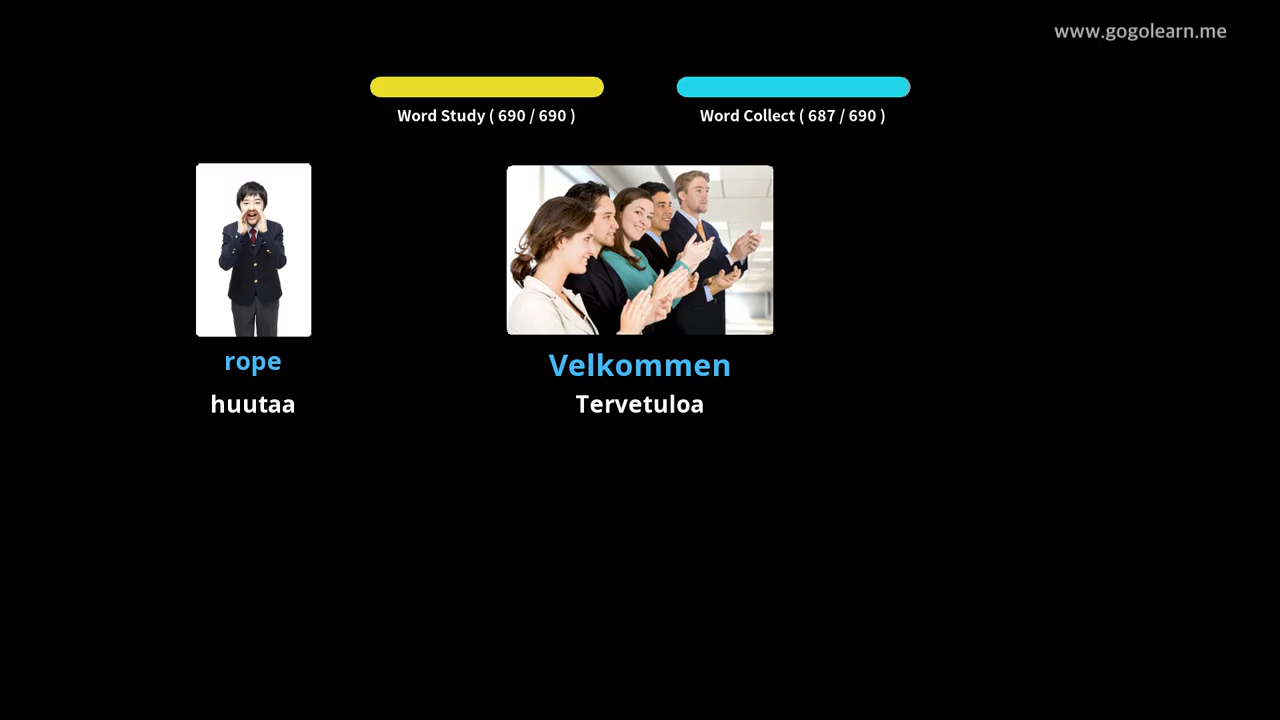 www.gogolearn.me
Word Study ( 690 / 690 )
Word Collect ( 687 / 690 )
rope
huutaa
Velkommen
Tervetuloa